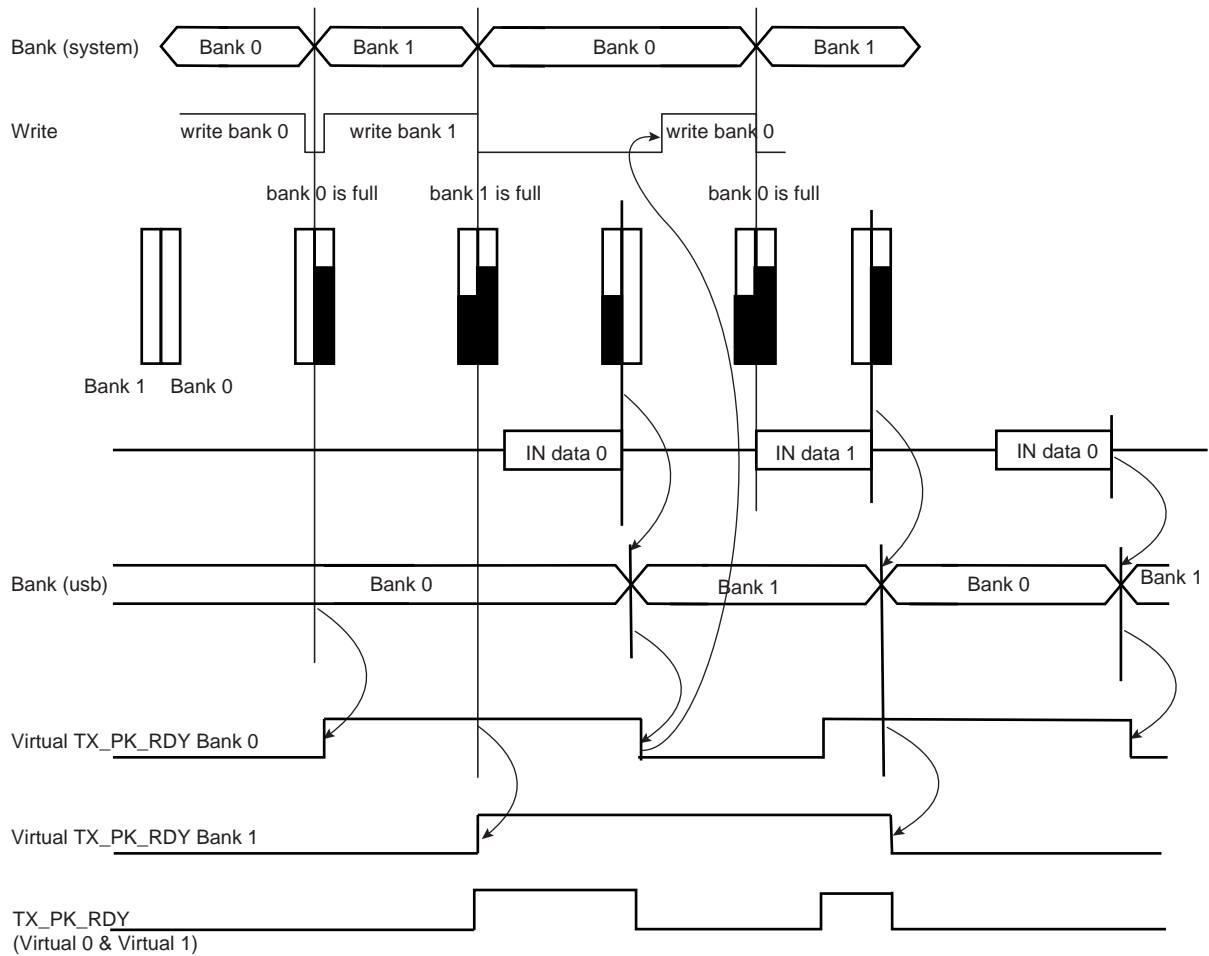 Bank (system) Bank 0 Bank 1 Bank 0 Bank 1
Write write bank 0 write bank 1 write bank 0
bank 0 is full bank 1 is full bank 0 is full
Bank 1 Bank 0
IN data 0 IN data 1 IN data 0
Bank (usb) Bank 0 Bank 1 Bank 0 Bank 1
Virtual TX_PK_RDY Bank 0
Virtual TX_PK_RDY Bank 1
TX_PK_RDY
(Virtual 0 & Virtual 1)